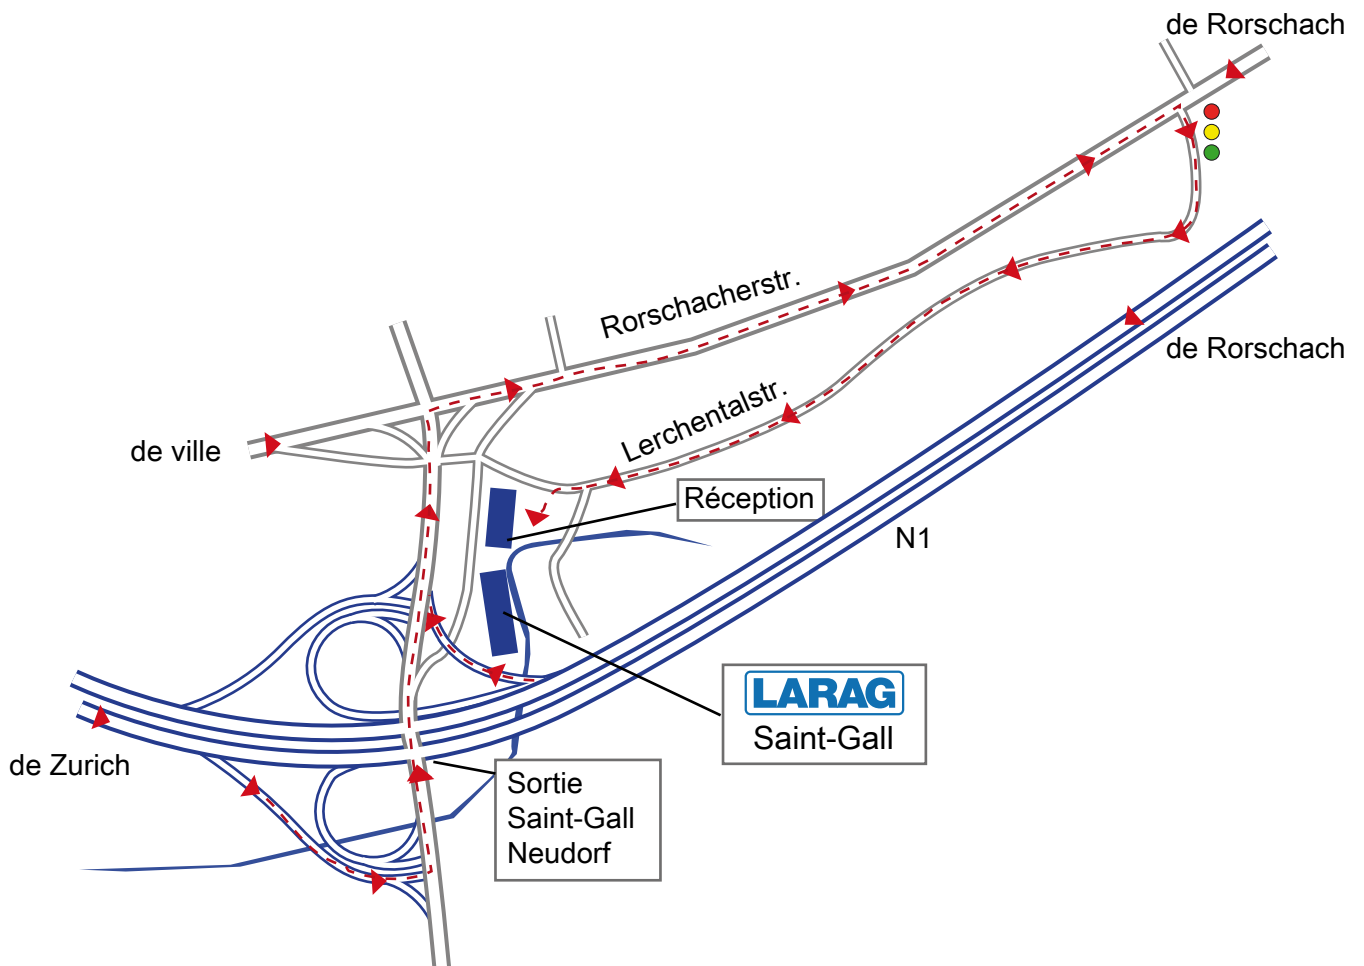 de Rorschach
Rorschacherstr.
de Rorschach
Lerchentalstr.
de ville
Réception
N1
LARAG
Saint-Gall
de Zurich
Sortie
Saint-Gall
Neudorf